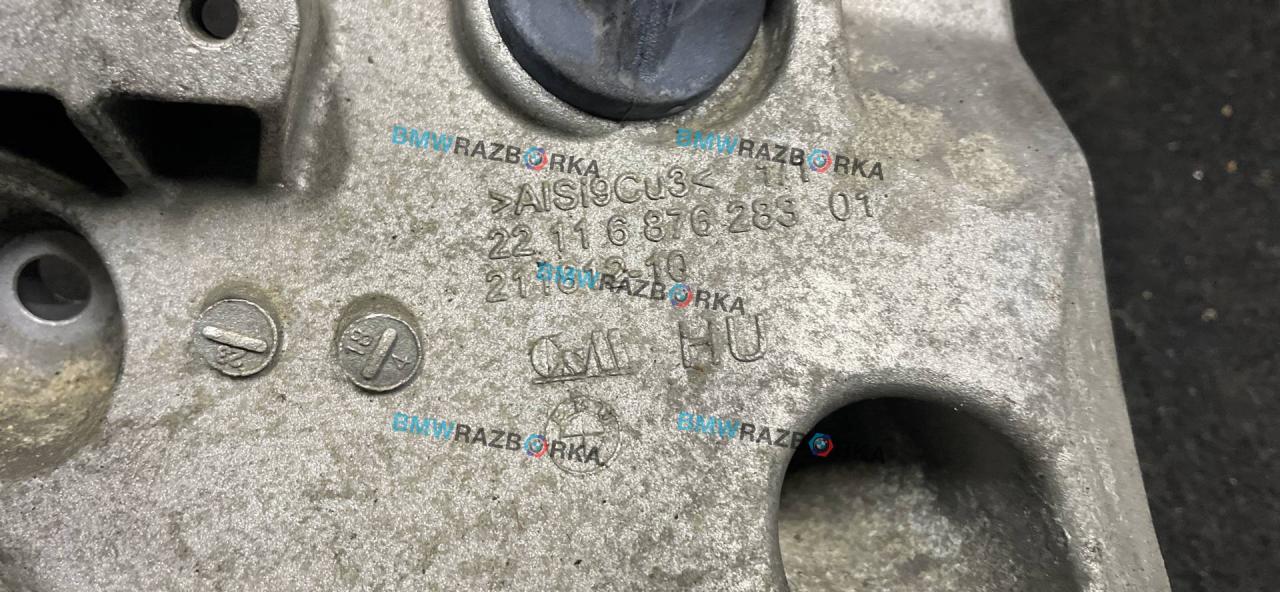 BMWRAZBORKA BMWRAZBORKA
>AlSi9Cu3<
22 11 6 876 283 01
BMWRAZBORKA
HU
BMWRAZBORKA BMWRAZBORKA